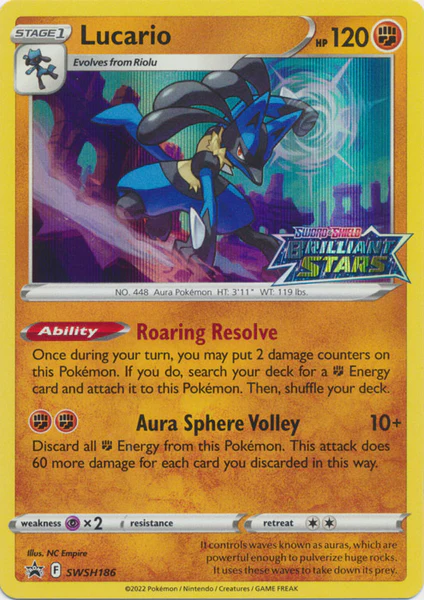 STAGE 1 Lucario HP 120
Evolves from Riolu
SWORD & SHIELD
BRILLIANT
STARS
NO. 448 Aura Pokémon HT: 3'11" WT: 119 lbs.
Ability Roaring Resolve
Once during your turn, you may put 2 damage counters on
this Pokémon. If you do, search your deck for a Energy
card and attach it to this Pokémon. Then, shuffle your deck.
Aura Sphere Volley 10+
Discard all Energy from this Pokémon. This attack does
60 more damage for each card you discarded in this way.
weakness ×2 resistance retreat
Illus. NC Empire
It controls waves known as auras, which are
powerful enough to pulverize huge rocks.
It uses these waves to take down its prey.
F SWSH186
©2022 Pokémon / Nintendo / Creatures / GAME FREAK